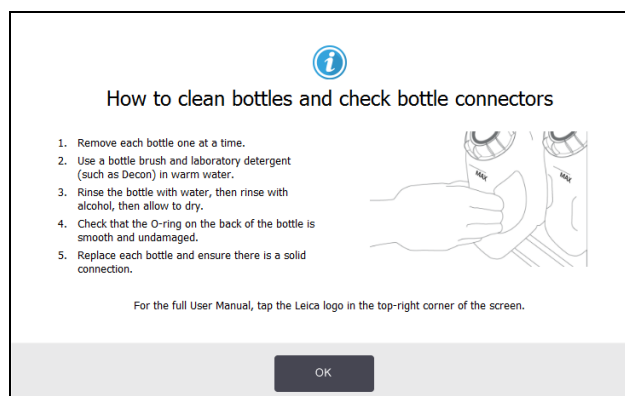 How to clean bottles and check bottle connectors
1. Remove each bottle one at a time.
2. Use a bottle brush and laboratory detergent
(such as Decon) in warm water.
3. Rinse the bottle with water, then rinse with
alcohol, then allow to dry.
4. Check that the O-ring on the back of the bottle is
smooth and undamaged.
5. Replace each bottle and ensure there is a solid
connection.
MAX
MAX
For the full User Manual, tap the Leica logo in the top-right corner of the screen.
OK